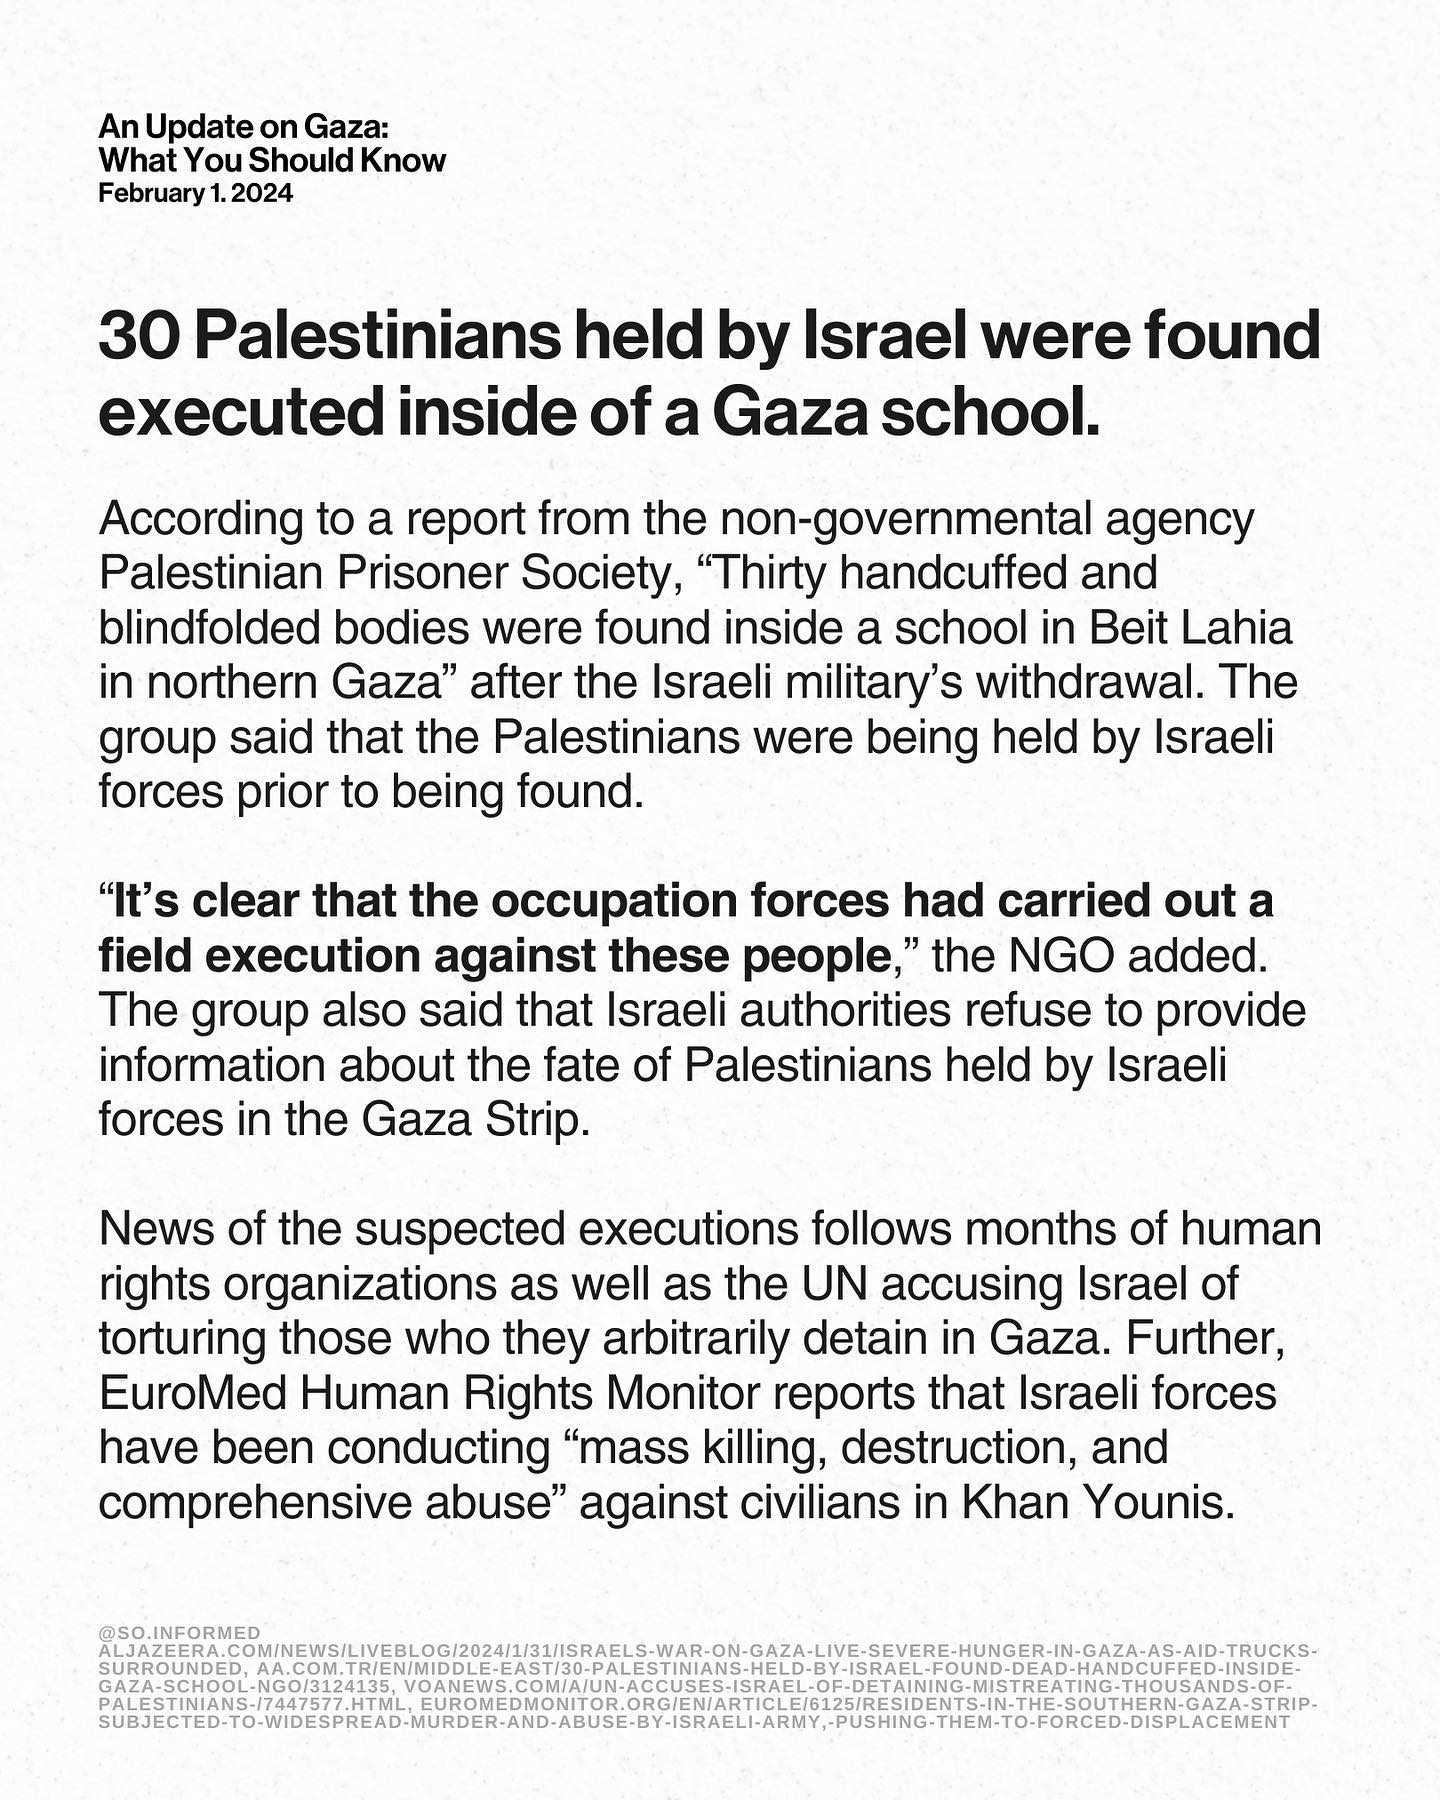 An Update on Gaza:
What You Should Know
February 1. 2024
30 Palestinians held by Israel were found
executed inside of a Gaza school.
According to a report from the non-governmental agency
Palestinian Prisoner Society, “Thirty handcuffed and
blindfolded bodies were found inside a school in Beit Lahia
in northern Gaza” after the Israeli military’s withdrawal. The
group said that the Palestinians were being held by Israeli
forces prior to being found.
“It’s clear that the occupation forces had carried out a
field execution against these people,” the NGO added.
The group also said that Israeli authorities refuse to provide
information about the fate of Palestinians held by Israeli
forces in the Gaza Strip.
News of the suspected executions follows months of human
rights organizations as well as the UN accusing Israel of
torturing those who they arbitrarily detain in Gaza. Further,
EuroMed Human Rights Monitor reports that Israeli forces
have been conducting “mass killing, destruction, and
comprehensive abuse” against civilians in Khan Younis.
@SO.INFORMED
ALJAZEERA.COM/NEWS/LIVEBLOG/2024/1/31/ISRAELS-WAR-ON-GAZA-LIVE-SEVERE-HUNGER-IN-GAZA-AS-AID-TRUCKS-
SURROUNDED, AA.COM.TR/EN/MIDDLE-EAST/30-PALESTINIANS-HELD-BY-ISRAEL-FOUND-DEAD-HANDCUFFED-INSIDE-
GAZA-SCHOOL-NGO/3124135, VOANEWS.COM/A/UN-ACCUSES-ISRAEL-OF-DETAINING-MISTREATING-THOUSANDS-OF-
PALESTINIANS-/7447577.HTML, EUROMEDMONITOR.ORG/EN/ARTICLE/6125/RESIDENTS-IN-THE-SOUTHERN-GAZA-STRIP-
SUBJECTED-TO-WIDESPREAD-MURDER-AND-ABUSE-BY-ISRAELI-ARMY,-PUSHING-THEM-TO-FORCED-DISPLACEMENT